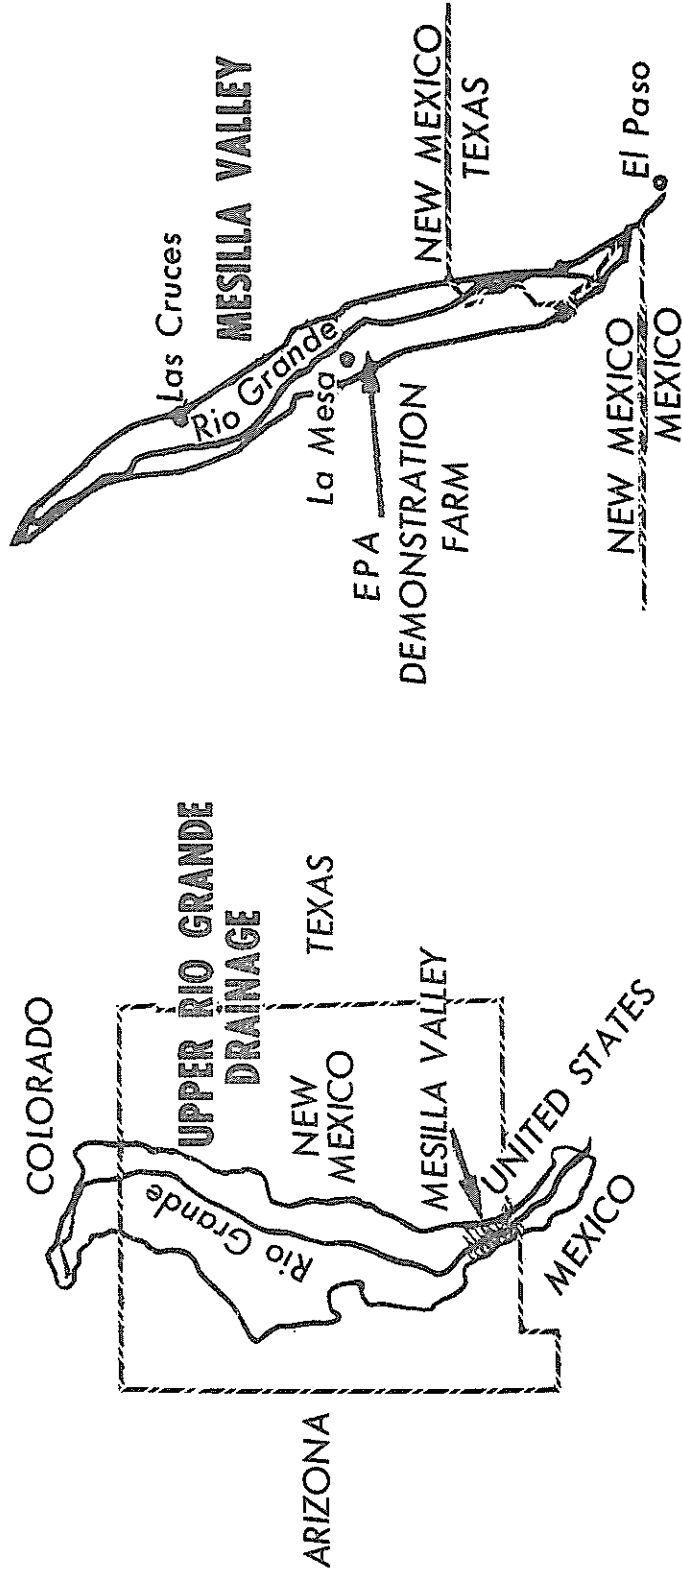 COLORADO
UPPER RIO GRANDE
DRAINAGE
Rio Grande
NEW
MEXICO
TEXAS
ARIZONA
MESILLA VALLEY
UNITED STATES
MEXICO
Las Cruces
MESILLA VALLEY
Rio Grande
La Mesa
EPA
DEMONSTRATION
FARM
NEW MEXICO
TEXAS
El Paso
NEW MEXICO
MEXICO